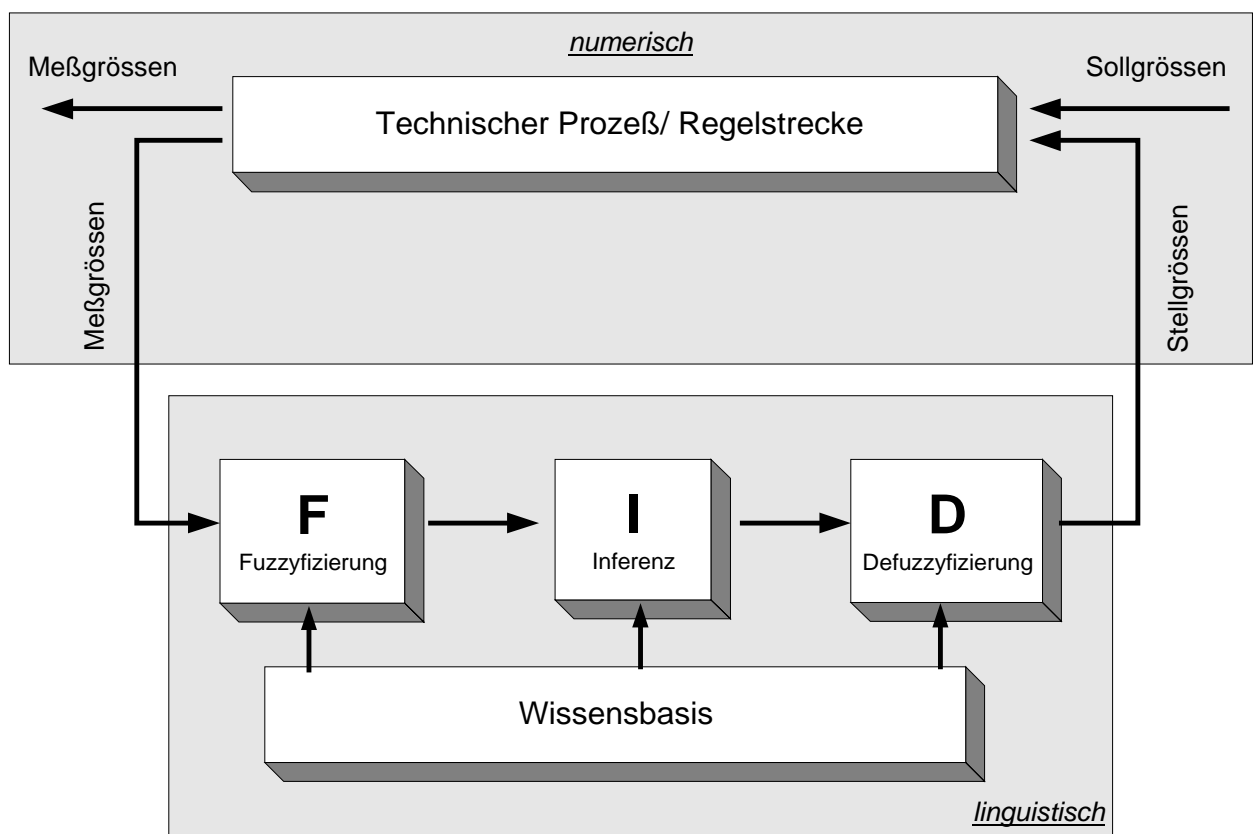 numerisch
Meßgrössen
Sollgrössen
Technischer Prozeß/ Regelstrecke
Meßgrössen
Stellgrössen
F
Fuzzyfizierung
I
Inferenz
D
Defuzzyfizierung
Wissensbasis
linguistisch